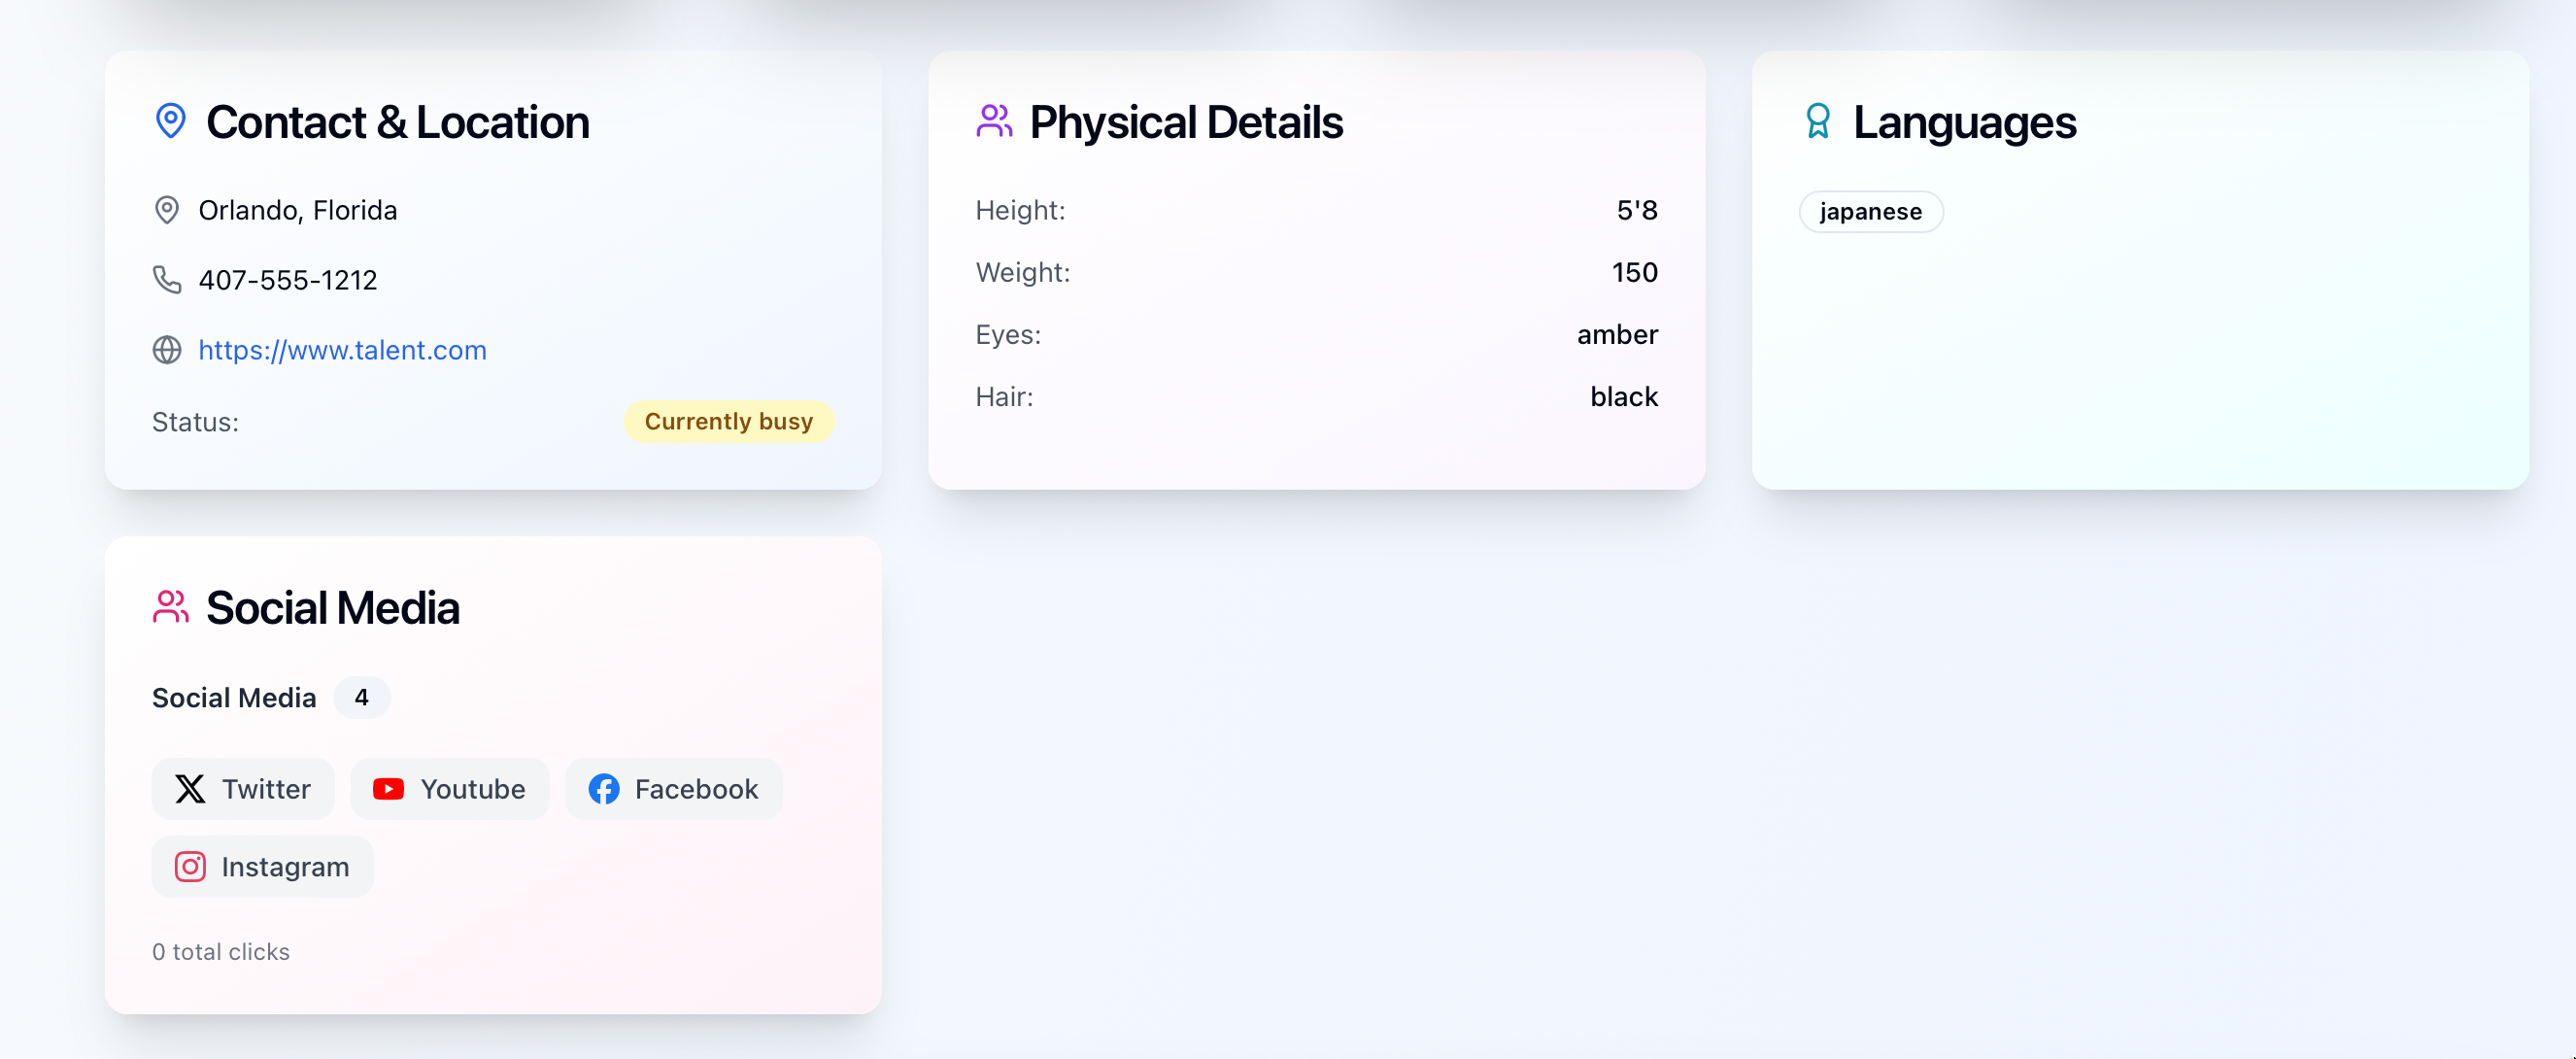 Contact & Location
Orlando, Florida
407-555-1212
https://www.talent.com
Status: Currently busy
Physical Details
Height: 5'8
Weight: 150
Eyes: amber
Hair: black
Languages
japanese
Social Media
Social Media 4
Twitter Youtube Facebook
Instagram
0 total clicks